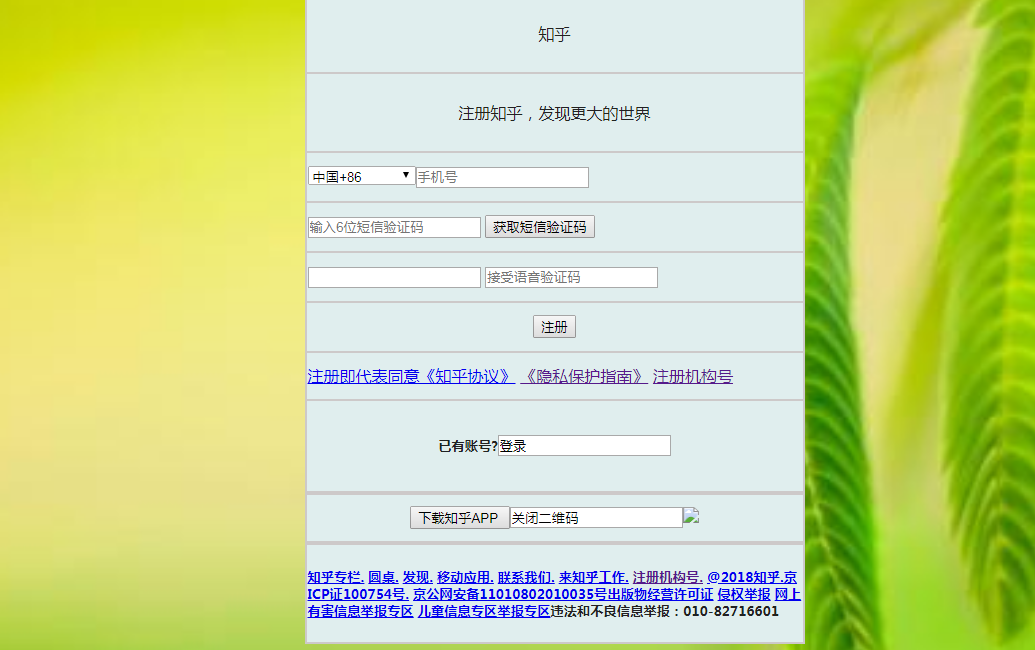 知乎
注册知乎，发现更大的世界
中国+86 手机号
输入6位短信验证码 获取短信验证码
接受语音验证码
注册
注册即代表同意《知乎协议》 《隐私保护指南》 注册机构号
已有账号?登录
下载知乎APP 关闭二维码
知乎专栏. 圆桌. 发现. 移动应用. 联系我们. 来知乎工作. 注册机构号. @2018知乎.京
ICP证100754号. 京公网安备11010802010035号出版物经营许可证 侵权举报 网上
有害信息举报专区 儿童信息专区举报专区违法和不良信息举报：010-82716601